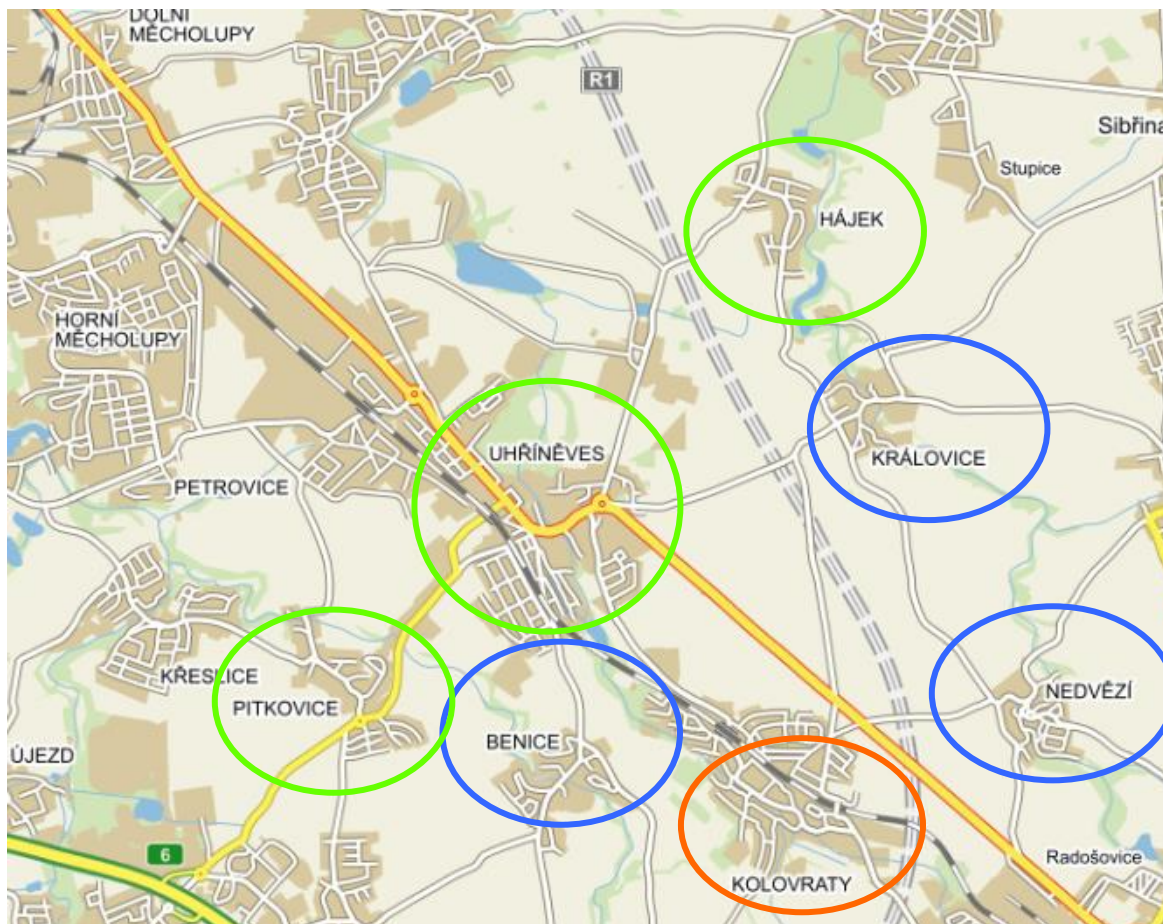 DOLNÍ
MĚCHOLUPY
R1
Sibřina
Stupice
HÁJEK
HORNÍ
MĚCHOLUPY
UHŘÍNĚVES
KRÁLOVICE
PETROVICE
KŘESLICE
NEDVĚZÍ
PITKOVICE
BENICE
ÚJEZD
6
Radošovice
KOLOVRATY